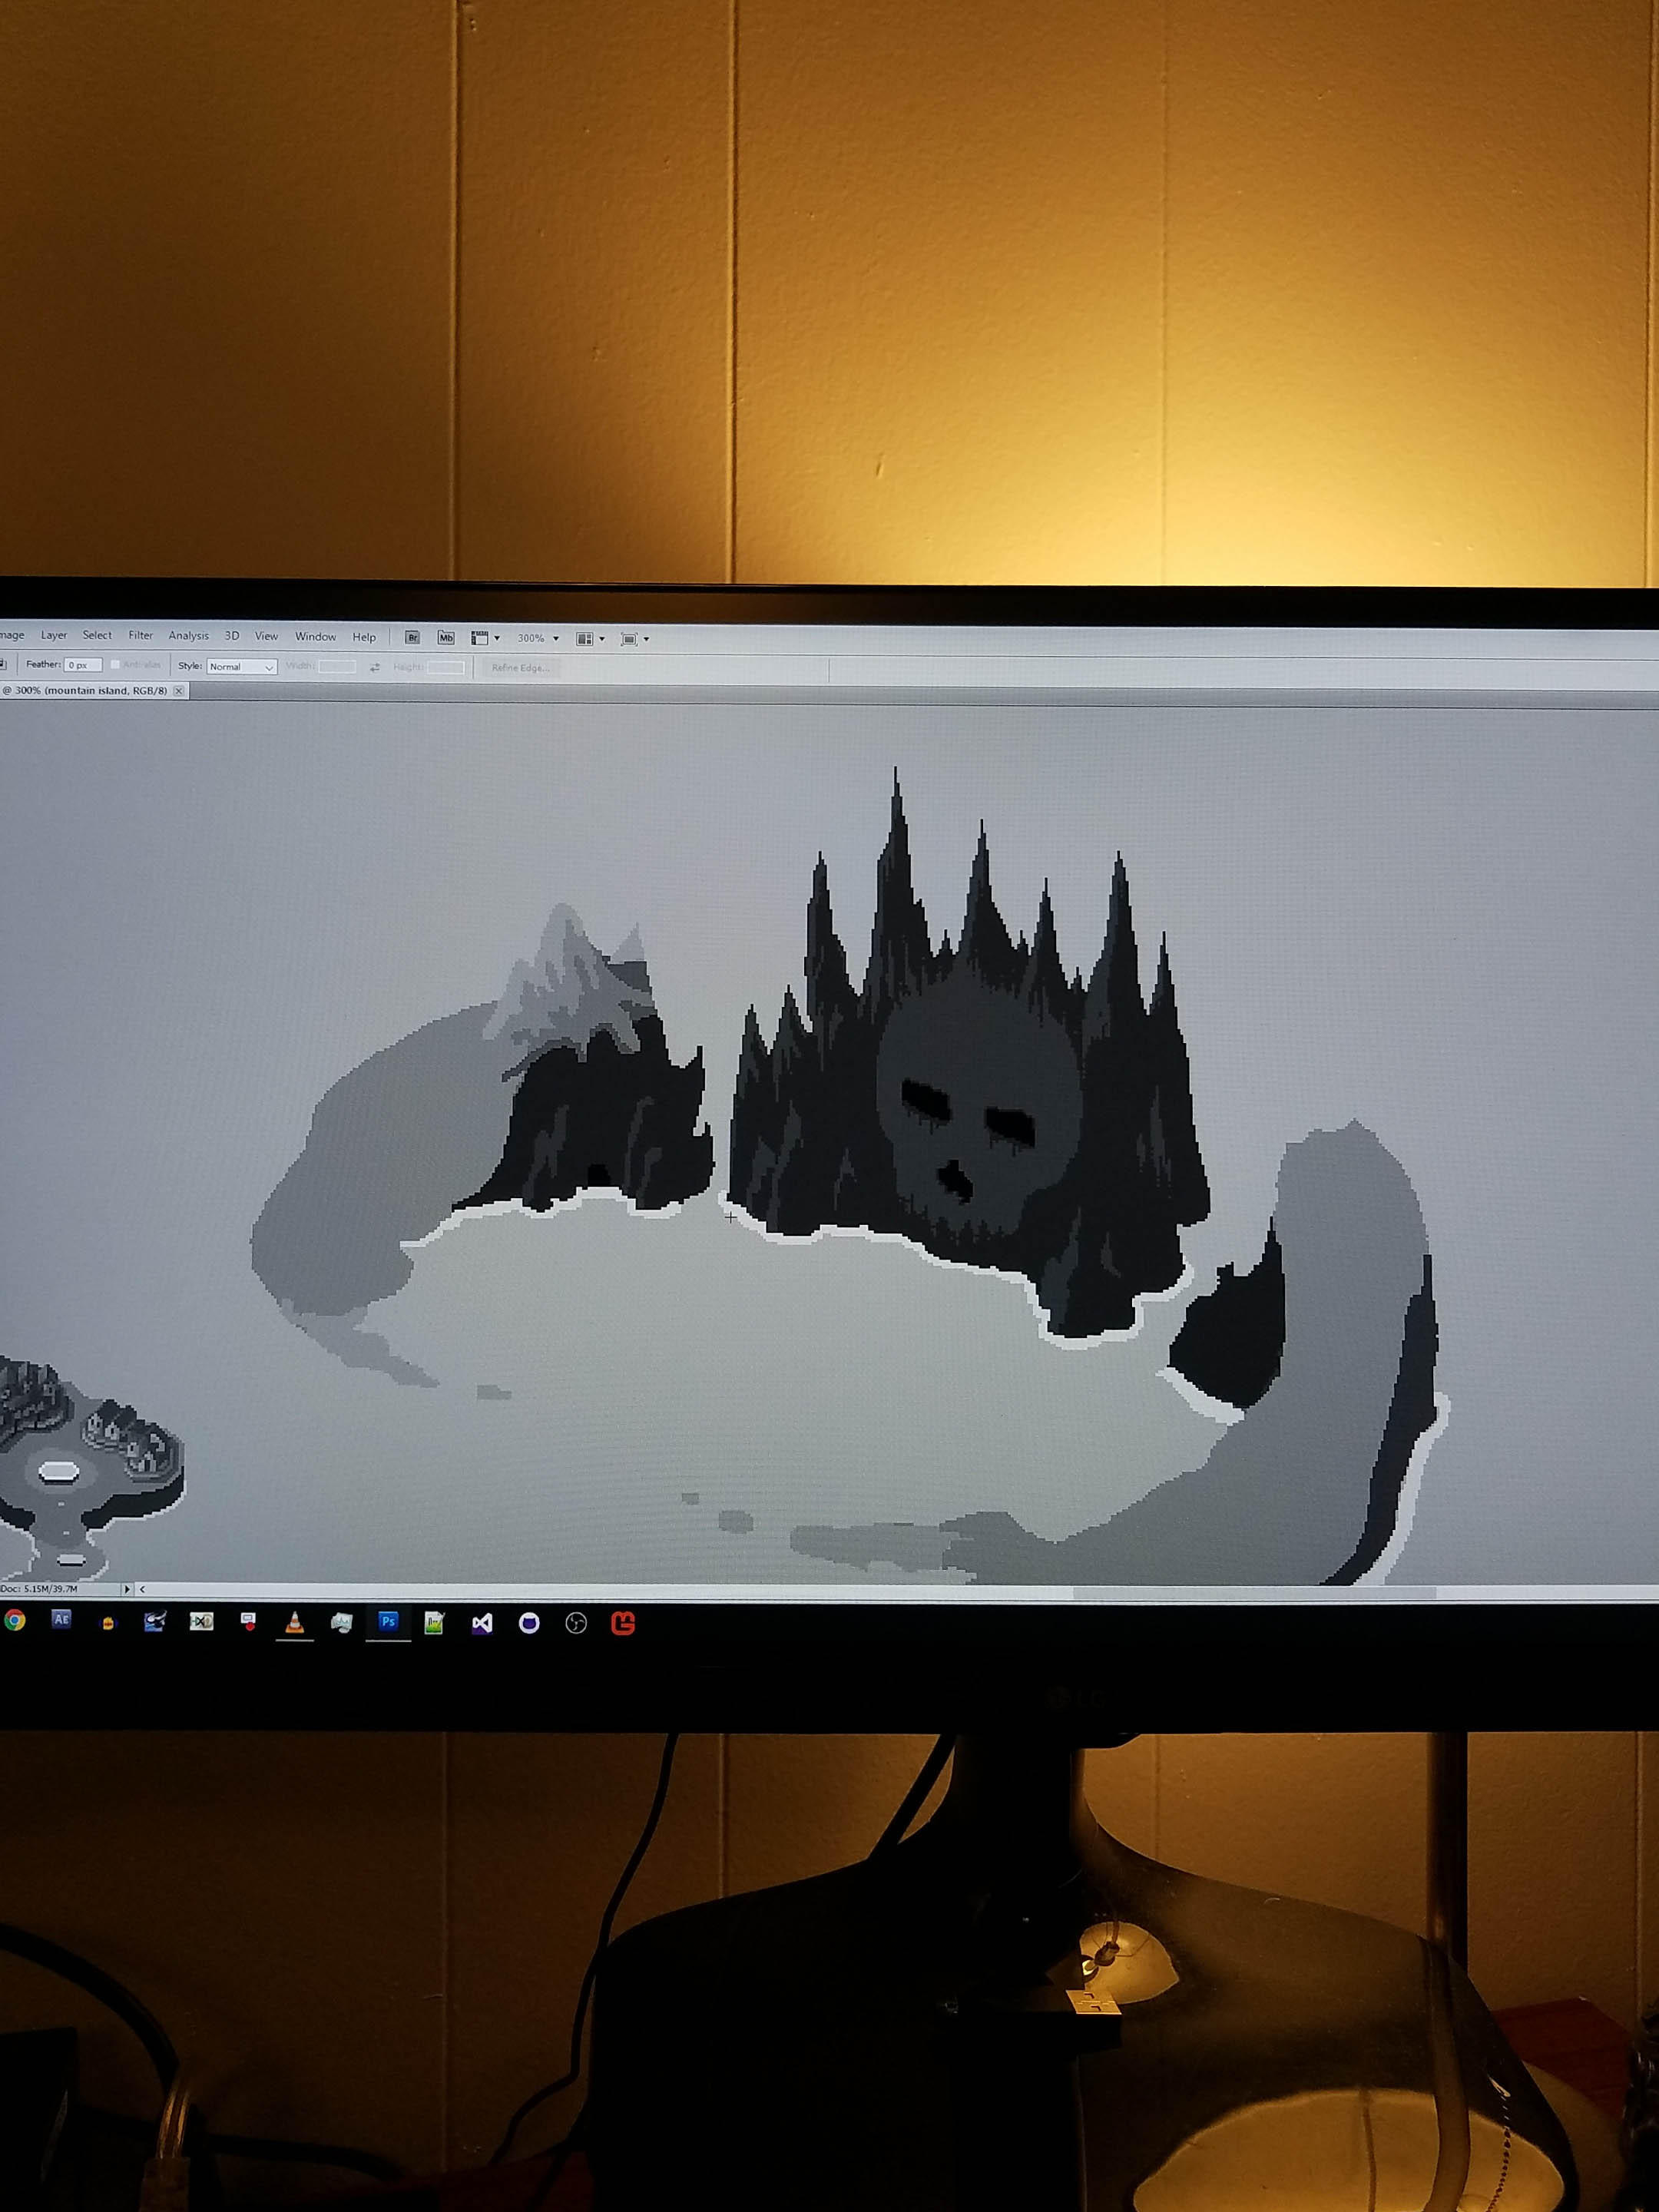 mage Layer Select Filter Analysis 3D View Window Help Br Mb 300%
Feather: 0 px Anti-alias Style: Normal Width: Height: Refine Edge...
@ 300% (mountain island, RGB/8)
Doc: 5.15M/39.7M
AE Ps
LG